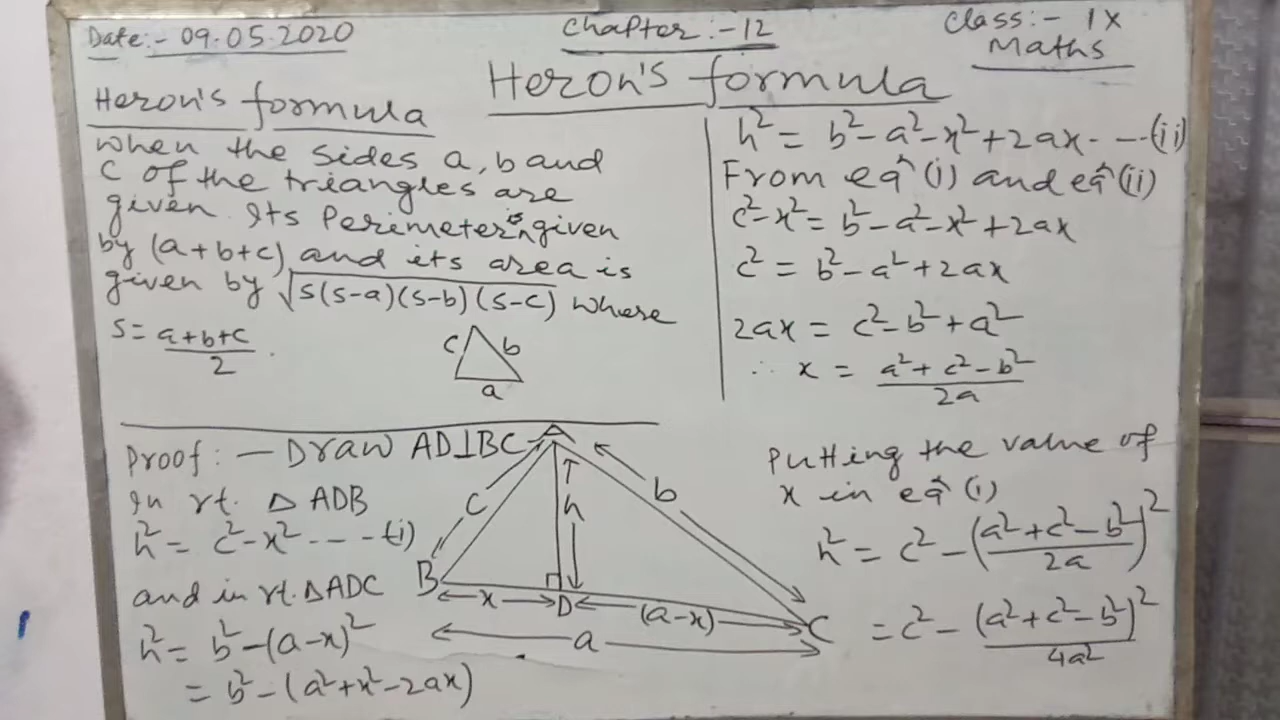 Date:- 09.05.2020
Chapter:-12
Class:- IX
Maths
Heron's formula
Heron's formula
When the sides a, b and
C of the triangles are
given. Its Perimeter is given
by (a+b+c) and its area is
given by √s(s-a)(s-b)(s-c) where
S = a+b+c / 2
c b
a
Proof:- Draw AD⊥BC
In rt. △ ADB
h² = c²-x² ---- (i)
and in rt. △ADC
h² = b²-(a-x)²
= b²-(a²+x²-2ax)
A
c h b
B x D (a-x) C
a
h² = b²-a²-x²+2ax- --- (ii)
From eqⁿ (i) and eqⁿ (ii)
c²-x² = b²-a²-x²+2ax
c² = b²-a²+2ax
2ax = c²-b²+a²
∴ x = a²+c²-b² / 2a
Putting the value of
x in eqⁿ (i)
h² = c² - (a²+c²-b² / 2a)²
= c² - (a²+c²-b²)² / 4a²